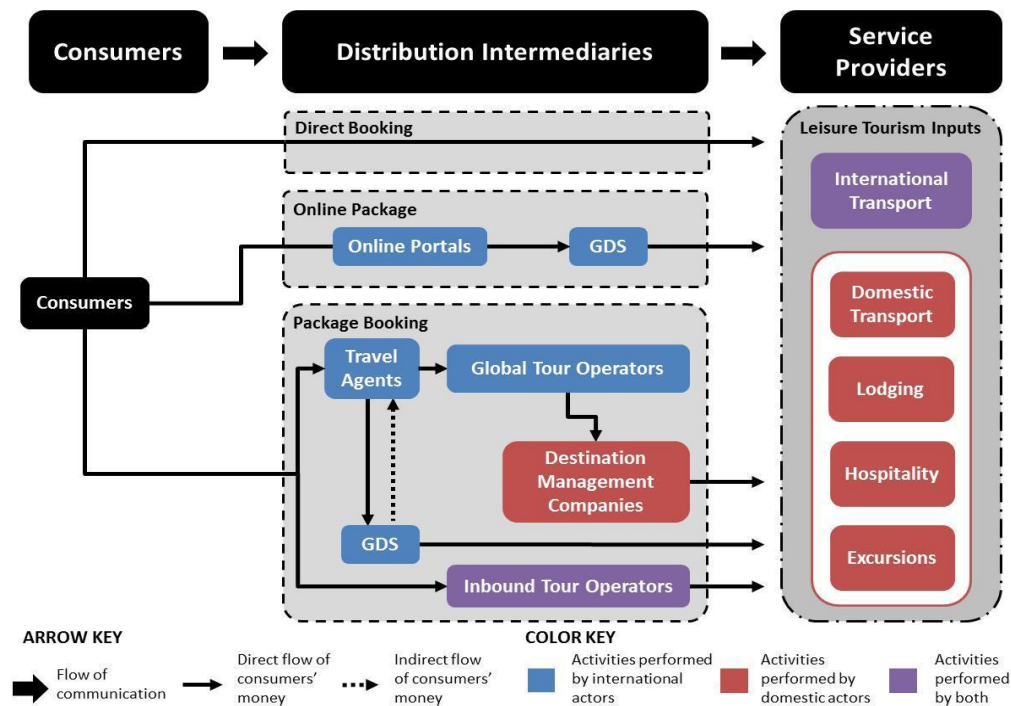 Consumers
Distribution Intermediaries
Service
Providers
Direct Booking
Leisure Tourism Inputs
International
Transport
Online Package
Online Portals
GDS
Consumers
Domestic
Transport
Package Booking
Travel
Agents
Global Tour Operators
Lodging
Destination
Management
Companies
Hospitality
GDS
Excursions
Inbound Tour Operators
ARROW KEY
Flow of
communication
Direct flow of
consumers'
money
Indirect flow
of consumers'
money
COLOR KEY
Activities performed
by international
actors
Activities
performed by
domestic actors
Activities
performed
by both